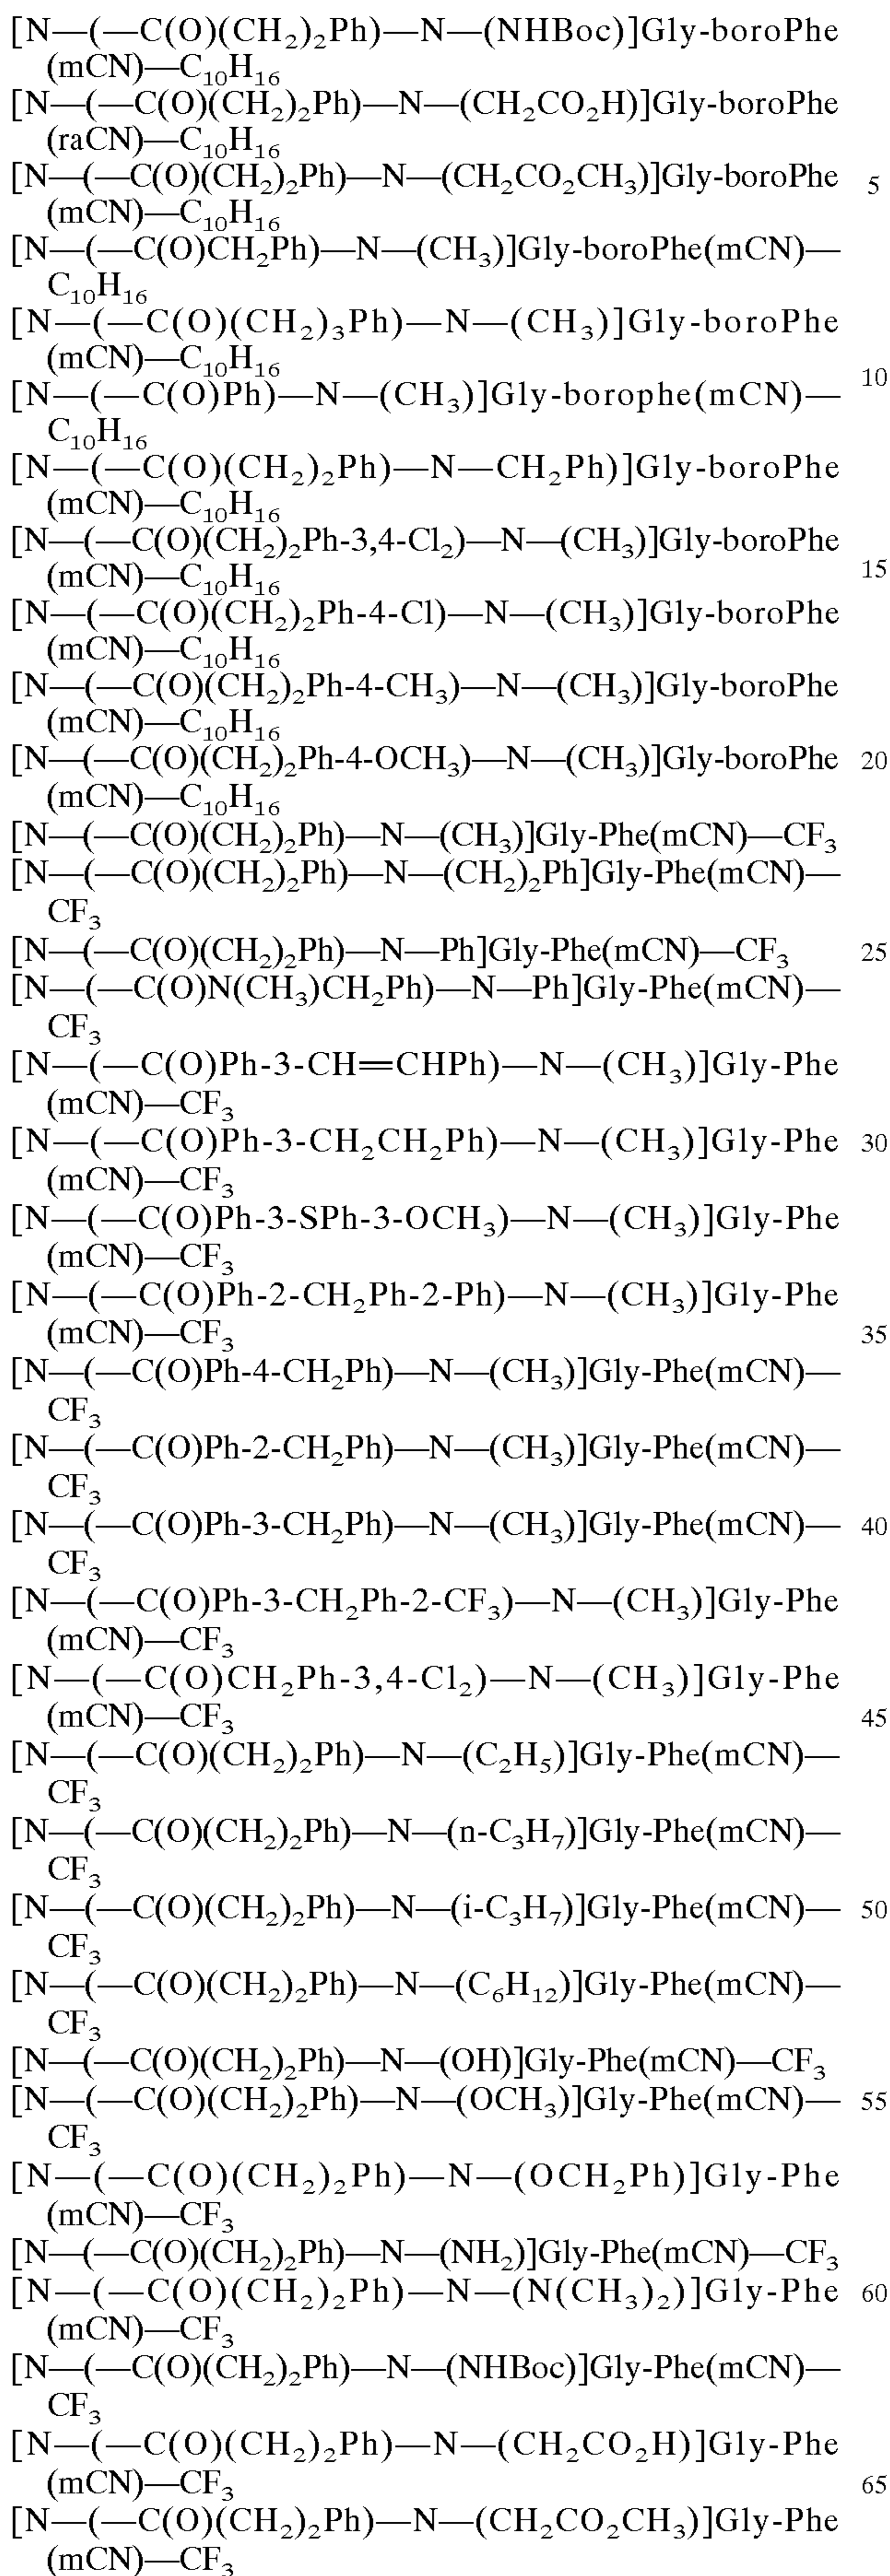 [N—(—C(O)(CH₂)₂Ph)—N—(NHBoc)]Gly-boroPhe
(mCN)—C₁₀H₁₆
[N—(—C(O)(CH₂)₂Ph)—N—(CH₂CO₂H)]Gly-boroPhe
(raCN)—C₁₀H₁₆
[N—(—C(O)(CH₂)₂Ph)—N—(CH₂CO₂CH₃)]Gly-boroPhe 5
(mCN)—C₁₀H₁₆
[N—(—C(O)CH₂Ph)—N—(CH₃)]Gly-boroPhe(mCN)—
C₁₀H₁₆
[N—(—C(O)(CH₂)₃Ph)—N—(CH₃)]Gly-boroPhe
(mCN)—C₁₀H₁₆ 10
[N—(—C(O)Ph)—N—(CH₃)]Gly-borophe(mCN)—
C₁₀H₁₆
[N—(—C(O)(CH₂)₂Ph)—N—CH₂Ph)]Gly-boroPhe
(mCN)—C₁₀H₁₆
[N—(—C(O)(CH₂)₂Ph-3,4-Cl₂)—N—(CH₃)]Gly-boroPhe
(mCN)—C₁₀H₁₆ 15
[N—(—C(O)(CH₂)₂Ph-4-Cl)—N—(CH₃)]Gly-boroPhe
(mCN)—C₁₀H₁₆
[N—(—C(O)(CH₂)₂Ph-4-CH₃)—N—(CH₃)]Gly-boroPhe
(mCN)—C₁₀H₁₆
[N—(—C(O)(CH₂)₂Ph-4-OCH₃)—N—(CH₃)]Gly-boroPhe 20
(mCN)—C₁₀H₁₆
[N—(—C(O)(CH₂)₂Ph)—N—(CH₃)]Gly-Phe(mCN)—CF₃
[N—(—C(O)(CH₂)₂Ph)—N—(CH₂)₂Ph]Gly-Phe(mCN)—
CF₃
[N—(—C(O)(CH₂)₂Ph)—N—Ph]Gly-Phe(mCN)—CF₃ 25
[N—(—C(O)N(CH₃)CH₂Ph)—N—Ph]Gly-Phe(mCN)—
CF₃
[N—(—C(O)Ph-3-CH=CHPh)—N—(CH₃)]Gly-Phe
(mCN)—CF₃
[N—(—C(O)Ph-3-CH₂CH₂Ph)—N—(CH₃)]Gly-Phe 30
(mCN)—CF₃
[N—(—C(O)Ph-3-SPh-3-OCH₃)—N—(CH₃)]Gly-Phe
(mCN)—CF₃
[N—(—C(O)Ph-2-CH₂Ph-2-Ph)—N—(CH₃)]Gly-Phe
(mCN)—CF₃ 35
[N—(—C(O)Ph-4-CH₂Ph)—N—(CH₃)]Gly-Phe(mCN)—
CF₃
[N—(—C(O)Ph-2-CH₂Ph)—N—(CH₃)]Gly-Phe(mCN)—
CF₃
[N—(—C(O)Ph-3-CH₂Ph)—N—(CH₃)]Gly-Phe(mCN)— 40
CF₃
[N—(—C(O)Ph-3-CH₂Ph-2-CF₃)—N—(CH₃)]Gly-Phe
(mCN)—CF₃
[N—(—C(O)CH₂Ph-3,4-Cl₂)—N—(CH₃)]Gly-Phe
(mCN)—CF₃ 45
[N—(—C(O)(CH₂)₂Ph)—N—(C₂H₅)]Gly-Phe(mCN)—
CF₃
[N—(—C(O)(CH₂)₂Ph)—N—(n-C₃H₇)]Gly-Phe(mCN)—
CF₃
[N—(—C(O)(CH₂)₂Ph)—N—(i-C₃H₇)]Gly-Phe(mCN)— 50
CF₃
[N—(—C(O)(CH₂)₂Ph)—N—(C₆H₁₂)]Gly-Phe(mCN)—
CF₃
[N—(—C(O)(CH₂)₂Ph)—N—(OH)]Gly-Phe(mCN)—CF₃
[N—(—C(O)(CH₂)₂Ph)—N—(OCH₃)]Gly-Phe(mCN)— 55
CF₃
[N—(—C(O)(CH₂)₂Ph)—N—(OCH₂Ph)]Gly-Phe
(mCN)—CF₃
[N—(—C(O)(CH₂)₂Ph)—N—(NH₂)]Gly-Phe(mCN)—CF₃
[N—(—C(O)(CH₂)₂Ph)—N—(N(CH₃)₂)]Gly-Phe 60
(mCN)—CF₃
[N—(—C(O)(CH₂)₂Ph)—N—(NHBoc)]Gly-Phe(mCN)—
CF₃
[N—(—C(O)(CH₂)₂Ph)—N—(CH₂CO₂H)]Gly-Phe
(mCN)—CF₃ 65
[N—(—C(O)(CH₂)₂Ph)—N—(CH₂CO₂CH₃)]Gly-Phe
(mCN)—CF₃